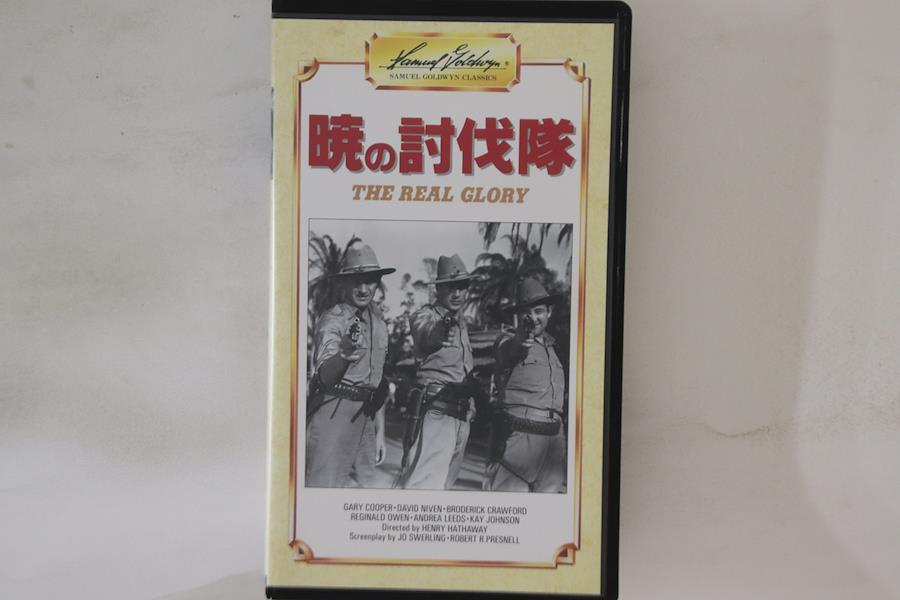 Samuel Goldwyn®
SAMUEL GOLDWYN CLASSICS
暁の討伐隊
THE REAL GLORY
GARY COOPER・DAVID NIVEN・BRODERICK CRAWFORD
REGINALD OWEN・ANDREA LEEDS・KAY JOHNSON
Directed by HENRY HATHAWAY
Screenplay by JO SWERLING・ROBERT R.PRESNELL